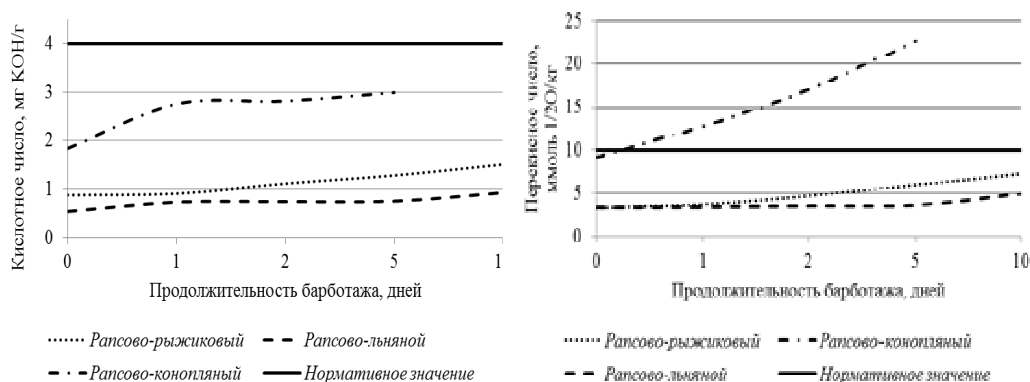 Кислотное число, мг КОН/г
4
3
2
1
0
0 1 2 5 1
Продолжительность барботажа, дней
Рапсово-рыжиковый Рапсово-льняной
Рапсово-конопляный Нормативное значение
Перекисное число,
ммоль 1/2О/кг
25
20
15
10
5
0
0 1 2 5 10
Продолжительность барботажа, дней
Рапсово-рыжиковый Рапсово-конопляный
Рапсово-льняной Нормативное значение